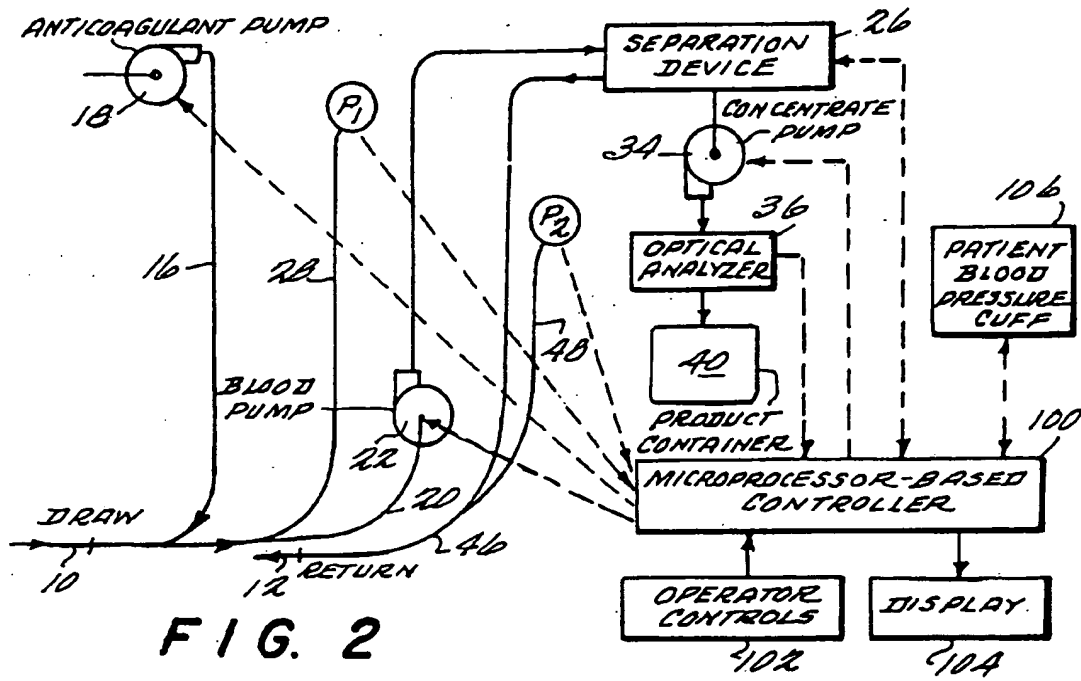 ANTICOAGULANT PUMP
18
16
P1
28
SEPARATION
DEVICE
26
CONCENTRATE
PUMP
34
P2
36
OPTICAL
ANALYZER
48
40
PRODUCT
CONTAINER
106
PATIENT
BLOOD
PRESSURE
CUFF
BLOOD
PUMP
22
20
100
MICROPROCESSOR-BASED
CONTROLLER
DRAW
10
12
RETURN
46
OPERATOR
CONTROLS
102
DISPLAY
104
FIG. 2